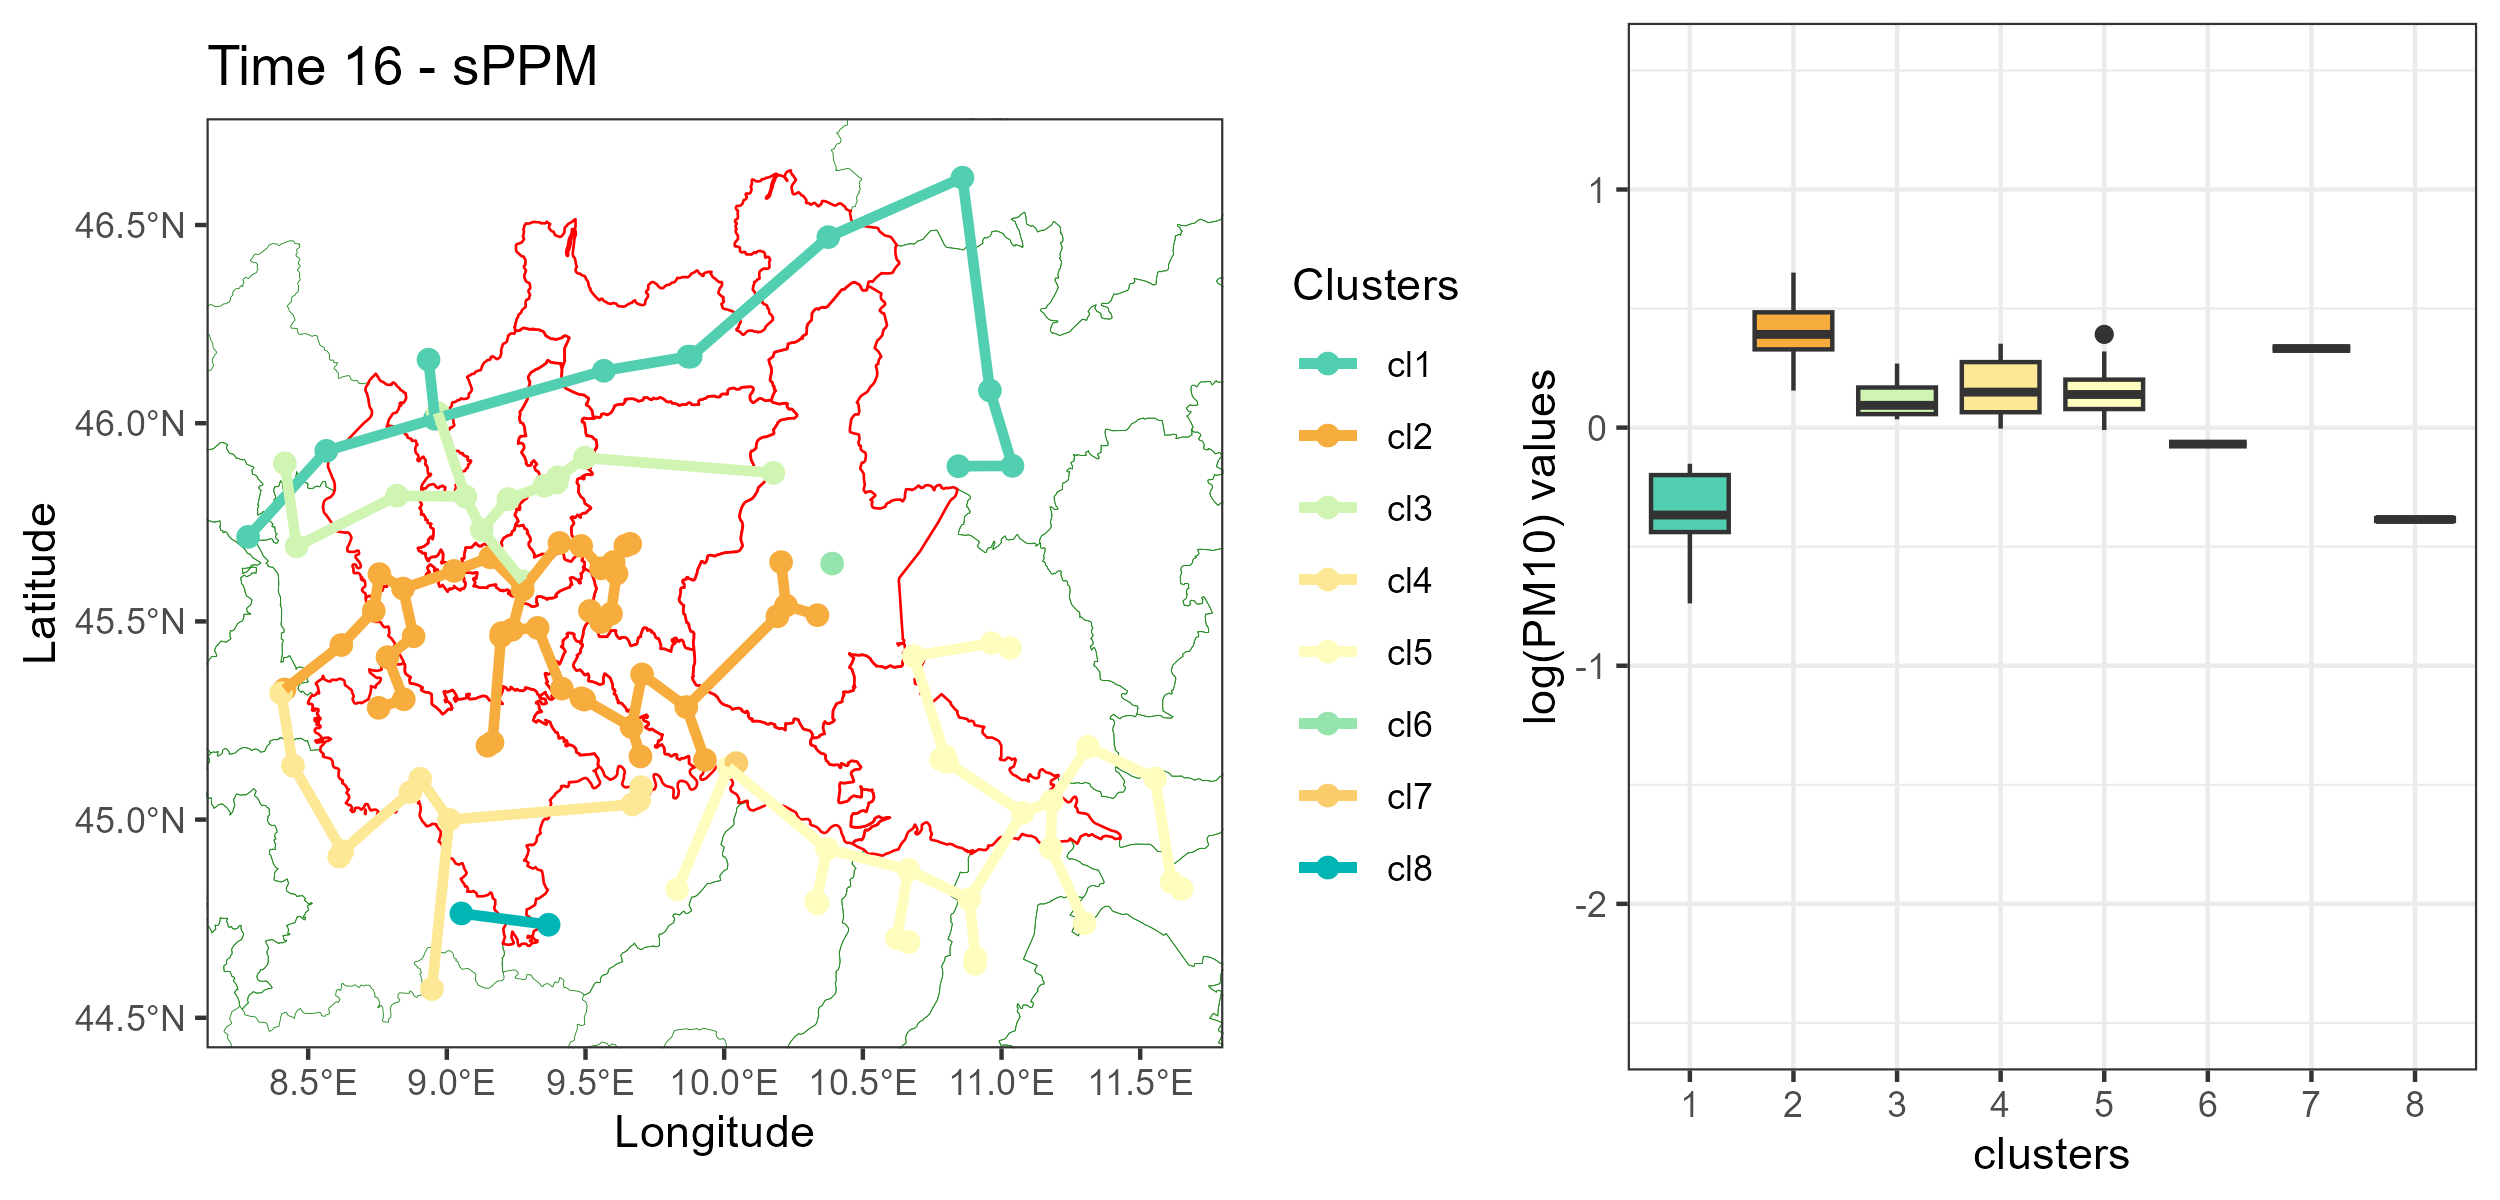 Time 16 - sPPM
Latitude
46.5°N
46.0°N
45.5°N
45.0°N
44.5°N
8.5°E 9.0°E 9.5°E 10.0°E 10.5°E 11.0°E 11.5°E
Longitude
Clusters
cl1
cl2
cl3
cl4
cl5
cl6
cl7
cl8
log(PM10) values
1
0
-1
-2
1 2 3 4 5 6 7 8
clusters